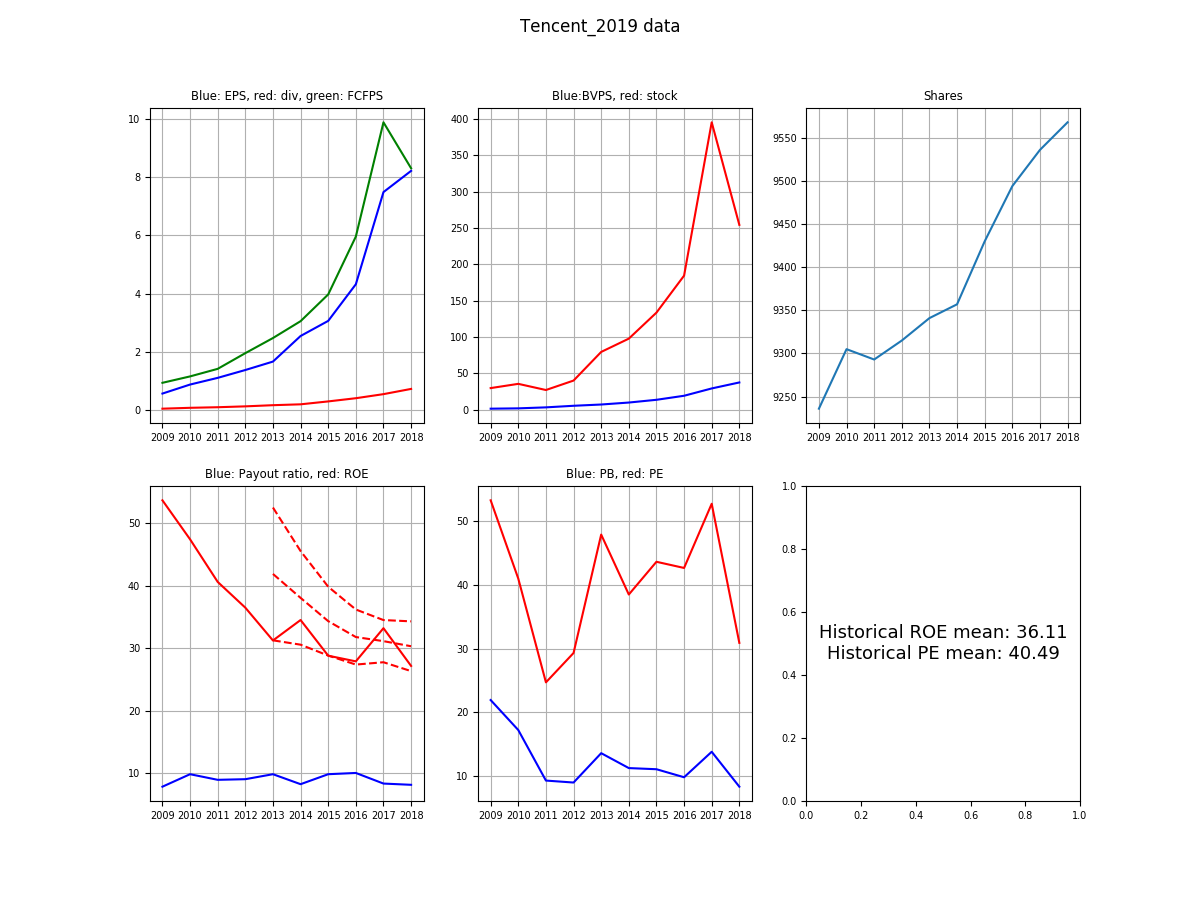 Tencent_2019 data
Blue: EPS, red: div, green: FCFPS
10
8
6
4
2
0
2009 2010 2011 2012 2013 2014 2015 2016 2017 2018
Blue:BVPS, red: stock
400
350
300
250
200
150
100
50
0
2009 2010 2011 2012 2013 2014 2015 2016 2017 2018
Shares
9550
9500
9450
9400
9350
9300
9250
2009 2010 2011 2012 2013 2014 2015 2016 2017 2018
Blue: Payout ratio, red: ROE
50
40
30
20
10
2009 2010 2011 2012 2013 2014 2015 2016 2017 2018
Blue: PB, red: PE
50
40
30
20
10
2009 2010 2011 2012 2013 2014 2015 2016 2017 2018
1.0
0.8
0.6
0.4
0.2
0.0
Historical ROE mean: 36.11
Historical PE mean: 40.49
0.0 0.2 0.4 0.6 0.8 1.0